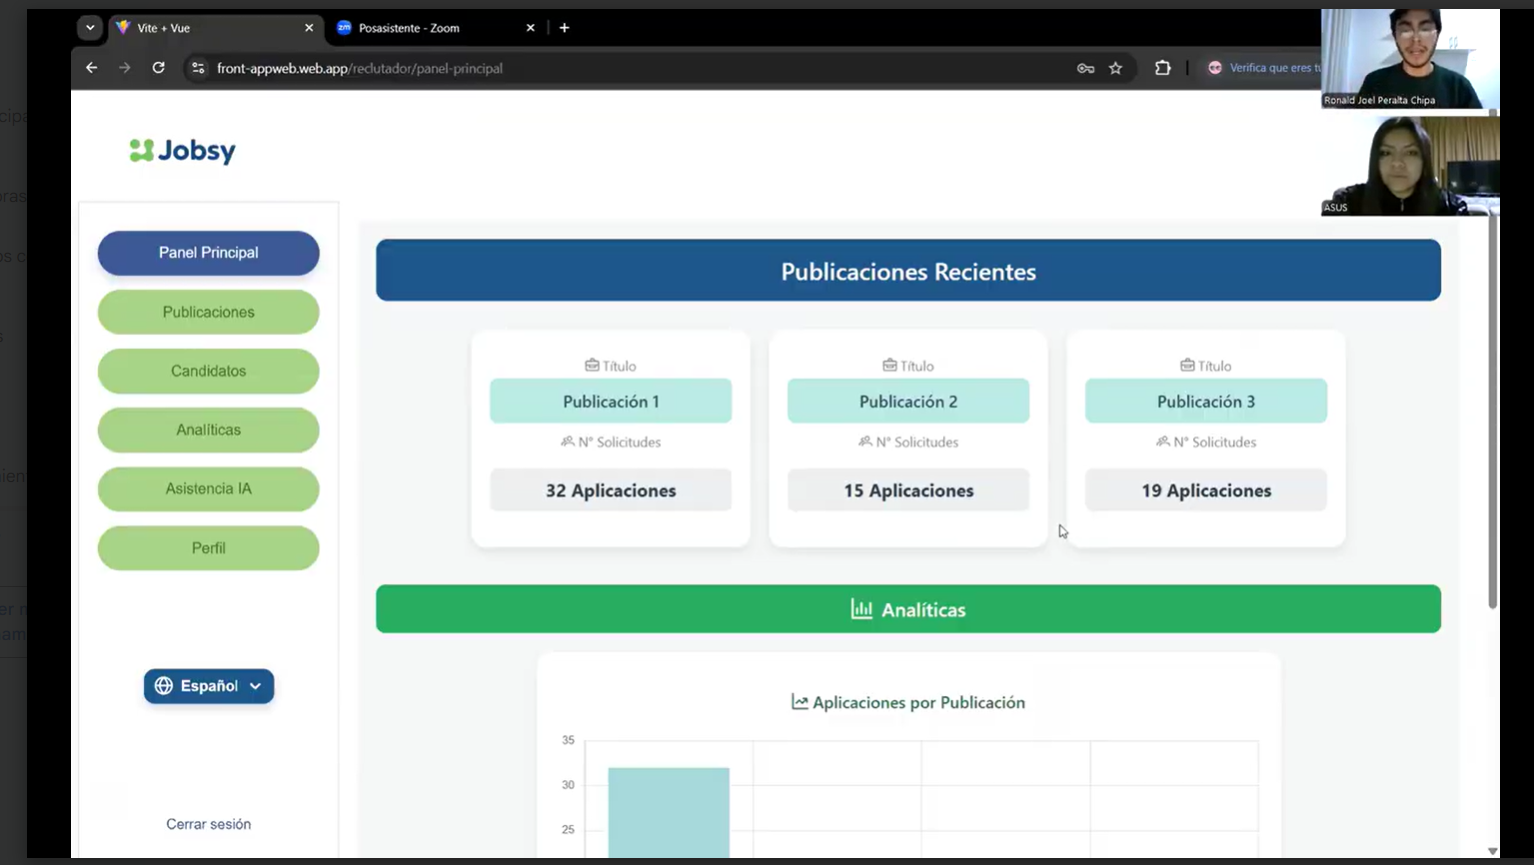 Vite + Vue
Posasistente - Zoom
front-appweb.web.app/reclutador/panel-principal
Verifica que eres
Ronald Joel Peralta Chipa
ASUS
Jobsy
Panel Principal
Publicaciones
Candidatos
Analíticas
Asistencia IA
Perfil
Español
Cerrar sesión
Publicaciones Recientes
Título
Publicación 1
N° Solicitudes
32 Aplicaciones
Título
Publicación 2
N° Solicitudes
15 Aplicaciones
Título
Publicación 3
N° Solicitudes
19 Aplicaciones
Analíticas
Aplicaciones por Publicación
35
30
25